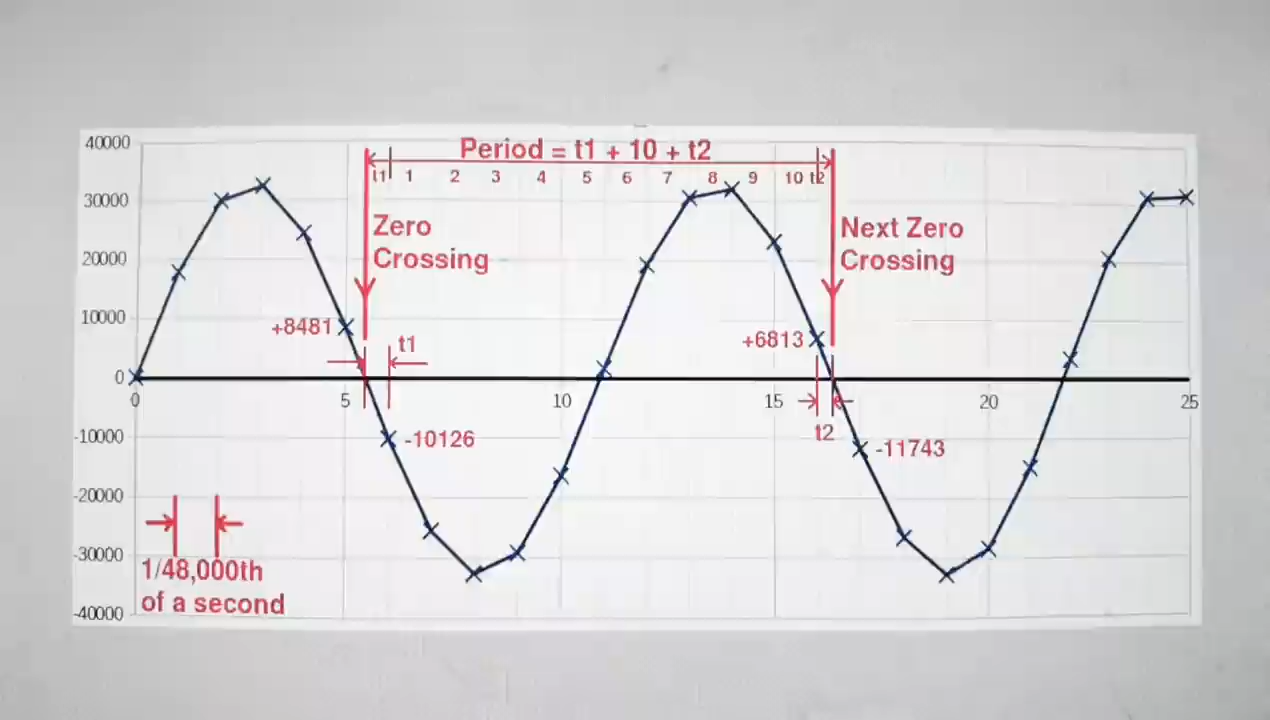 40000
30000
20000
10000
0
-10000
-20000
-30000
-40000
0
5
10
15
20
25
Period = t1 + 10 + t2
t1 1 2 3 4 5 6 7 8 9 10 t2
Zero
Crossing
Next Zero
Crossing
+8481
t1
-10126
+6813
t2
-11743
1/48,000th
of a second